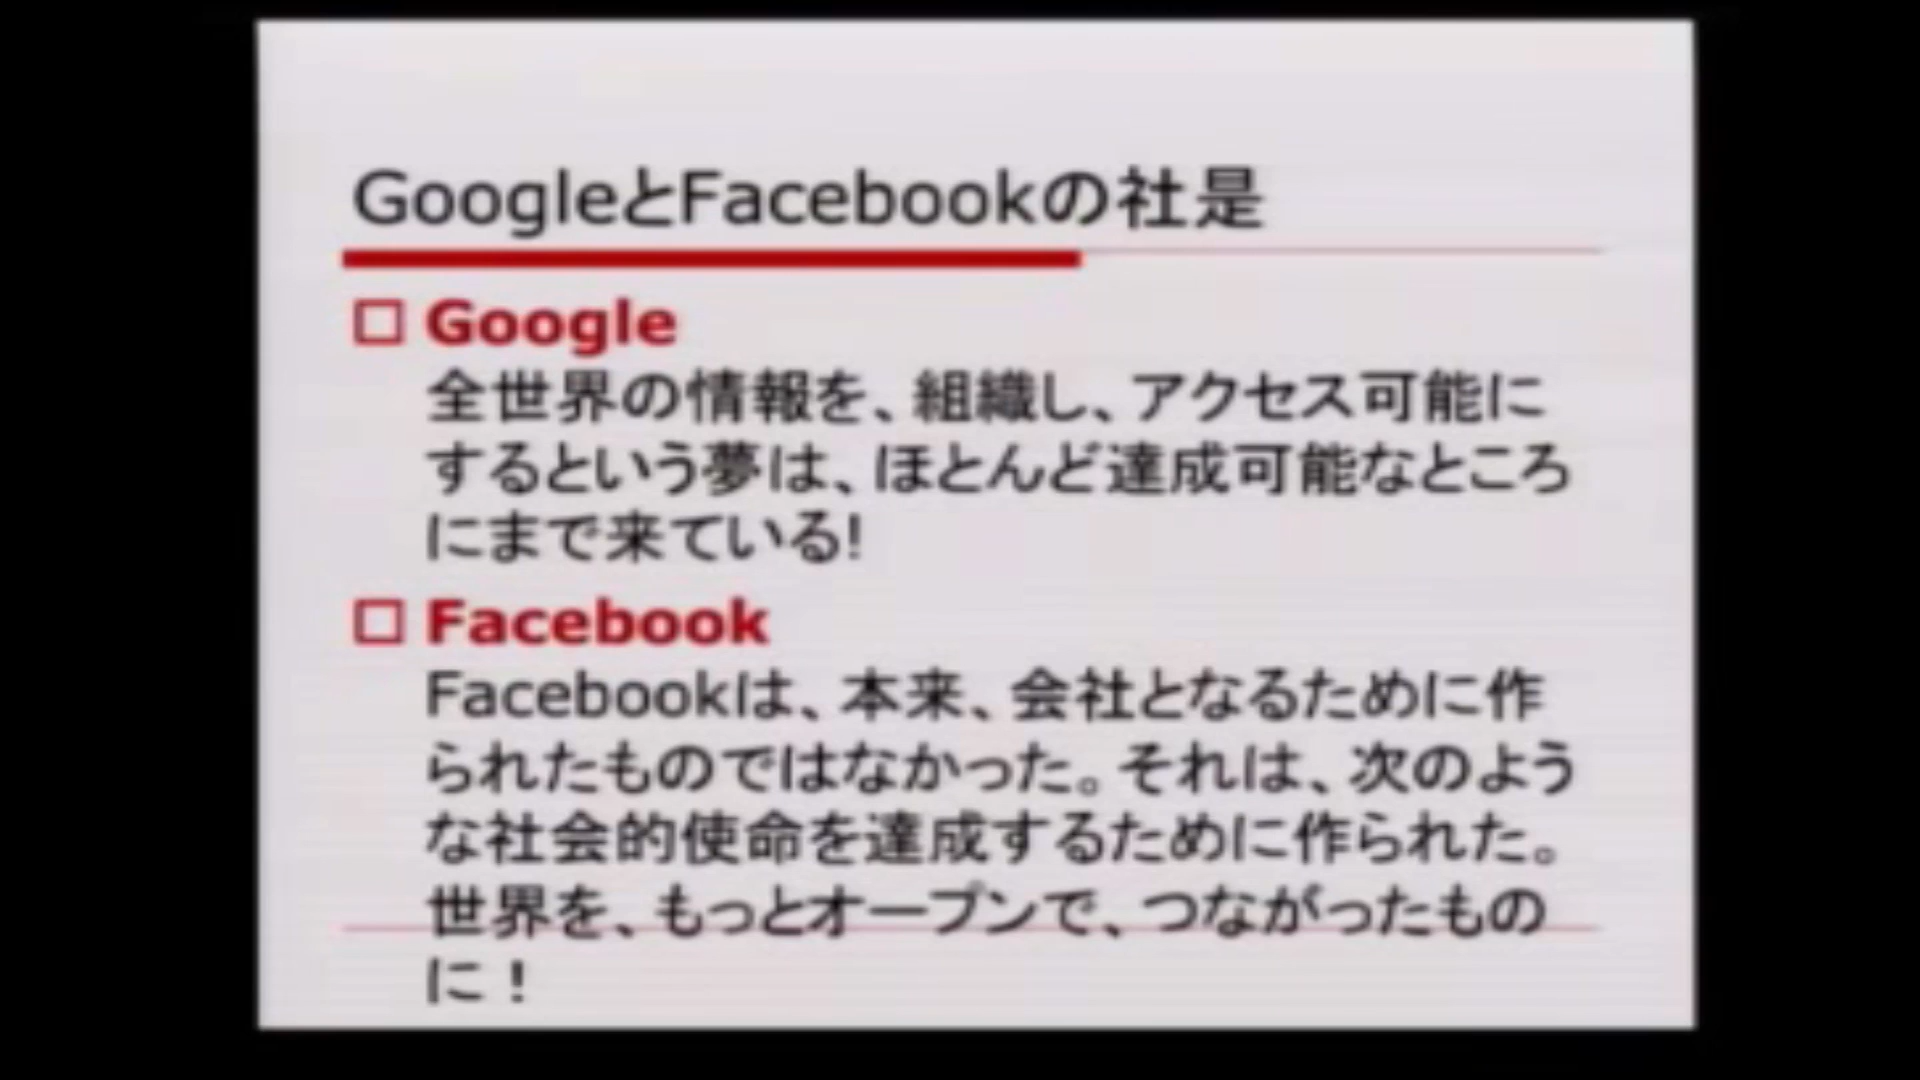 GoogleとFacebookの社是
□ Google
全世界の情報を、組織し、アクセス可能に
するという夢は、ほとんど達成可能なところ
にまで来ている!
□ Facebook
Facebookは、本来、会社となるために作
られたものではなかった。それは、次のよう
な社会的使命を達成するために作られた。
世界を、もっとオープンで、つながったもの
に！